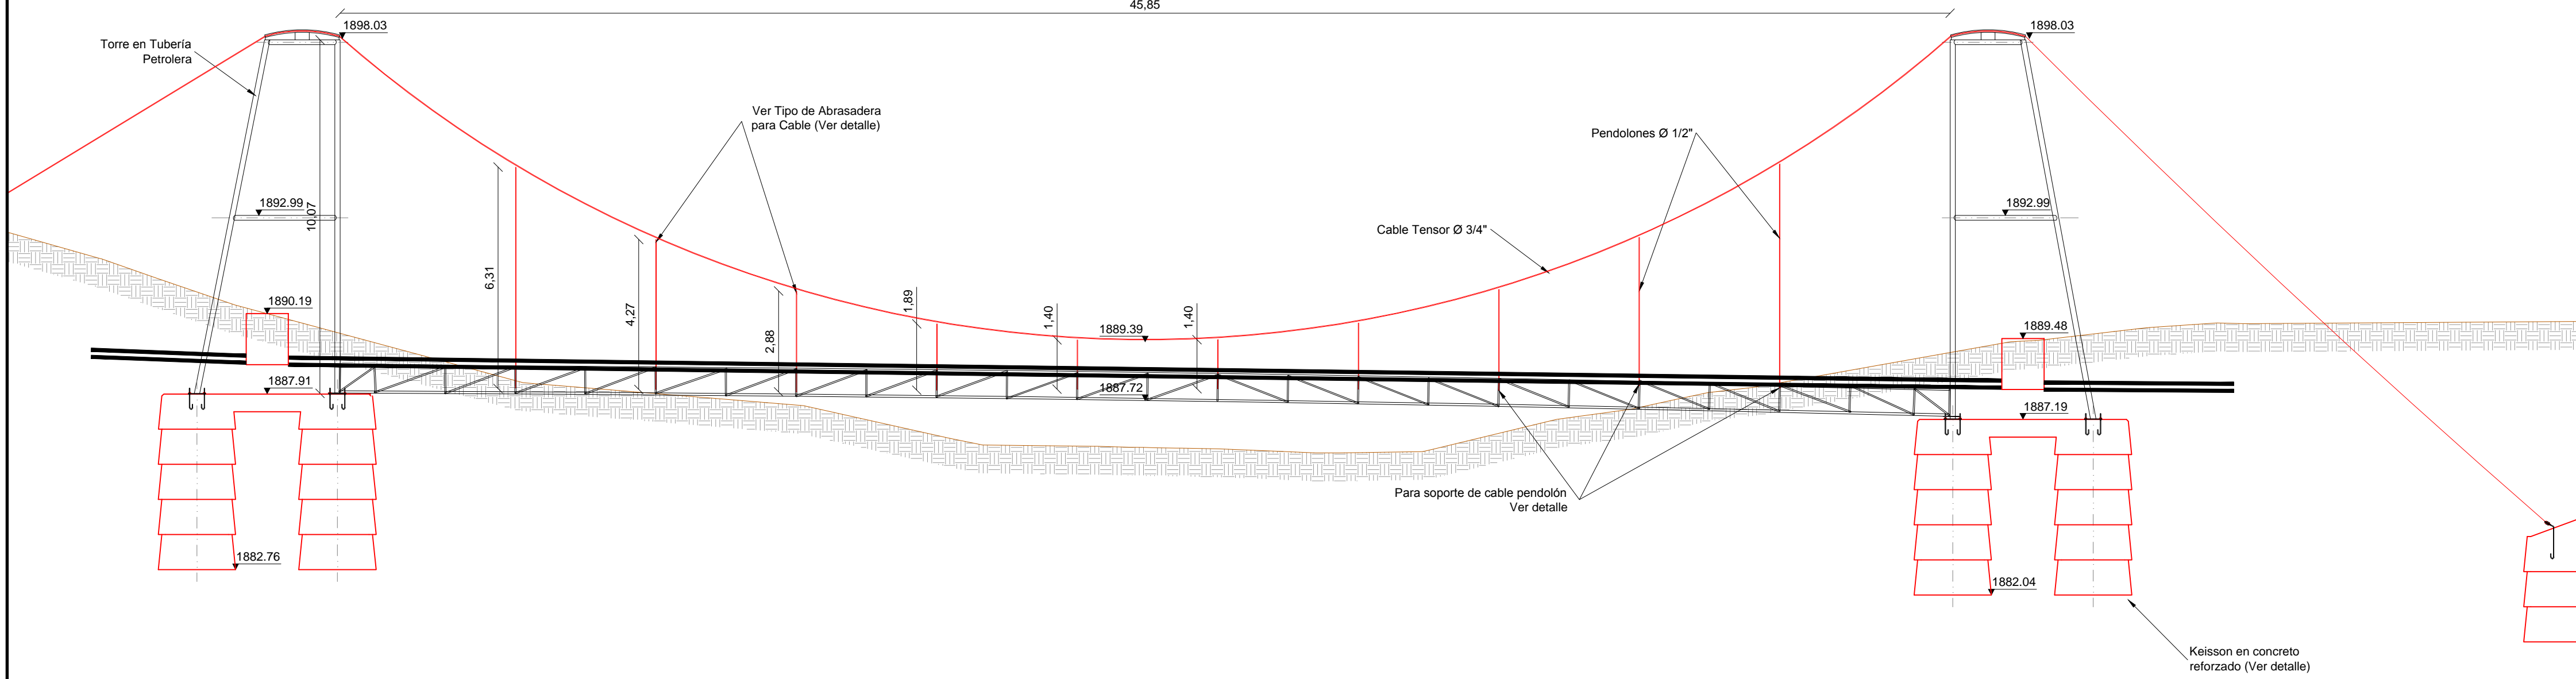 45,85
1898.03
1898.03
Torre en Tubería
Petrolera
Ver Tipo de Abrasadera
para Cable (Ver detalle)
Pendolones Ø 1/2"
1892.99
10,07
1892.99
Cable Tensor Ø 3/4"
6,31
4,27
2,88
1,89
1,40
1,40
1890.19
1889.39
1889.48
1887.91
1887.72
1887.19
Para soporte de cable pendolón
Ver detalle
1882.76
1882.04
Keisson en concreto
reforzado (Ver detalle)